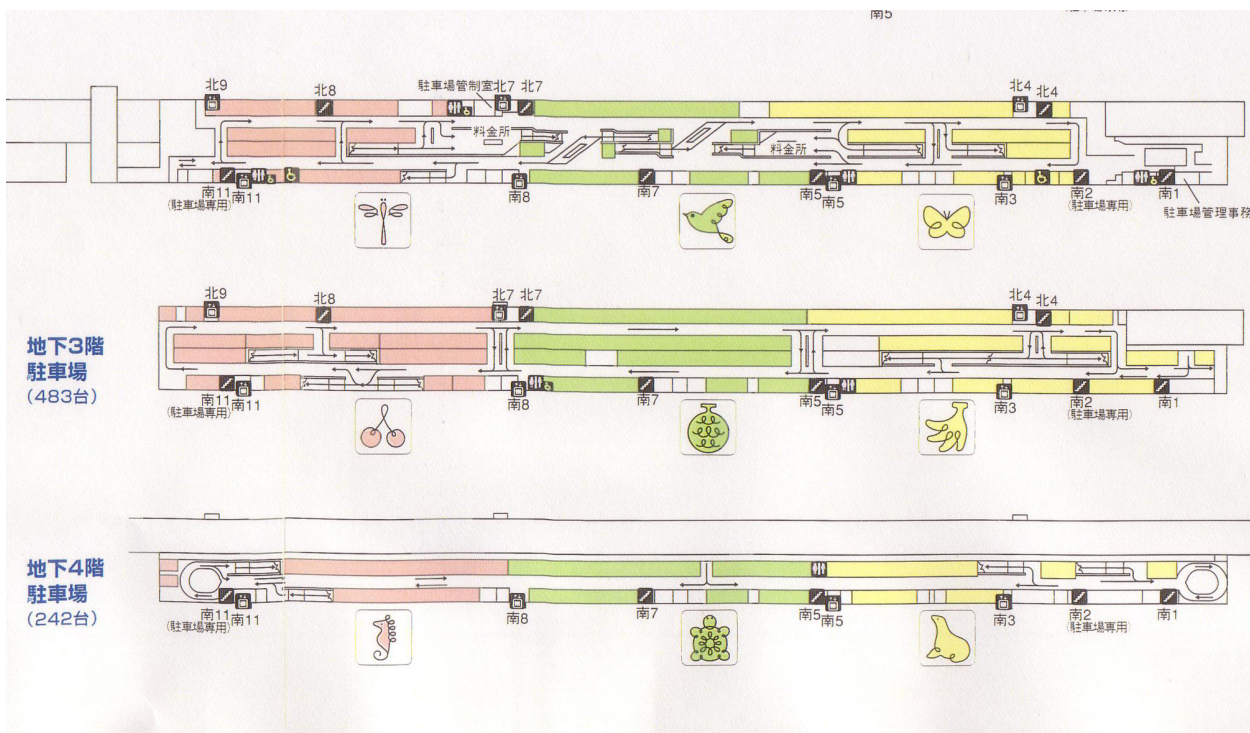 南5
北9
北8
駐車場管制室
北7
北7
北4
北4
料金所
料金所
南11
(駐車場専用)
南11
南8
南7
南5
南5
南3
南2
(駐車場専用)
南1
駐車場管理事務
地下3階
駐車場
(483台)
北9
北8
北7
北7
北4
北4
南11
(駐車場専用)
南11
南8
南7
南5
南5
南3
南2
(駐車場専用)
南1
地下4階
駐車場
(242台)
南11
(駐車場専用)
南11
南8
南7
南5
南5
南3
南2
(駐車場専用)
南1